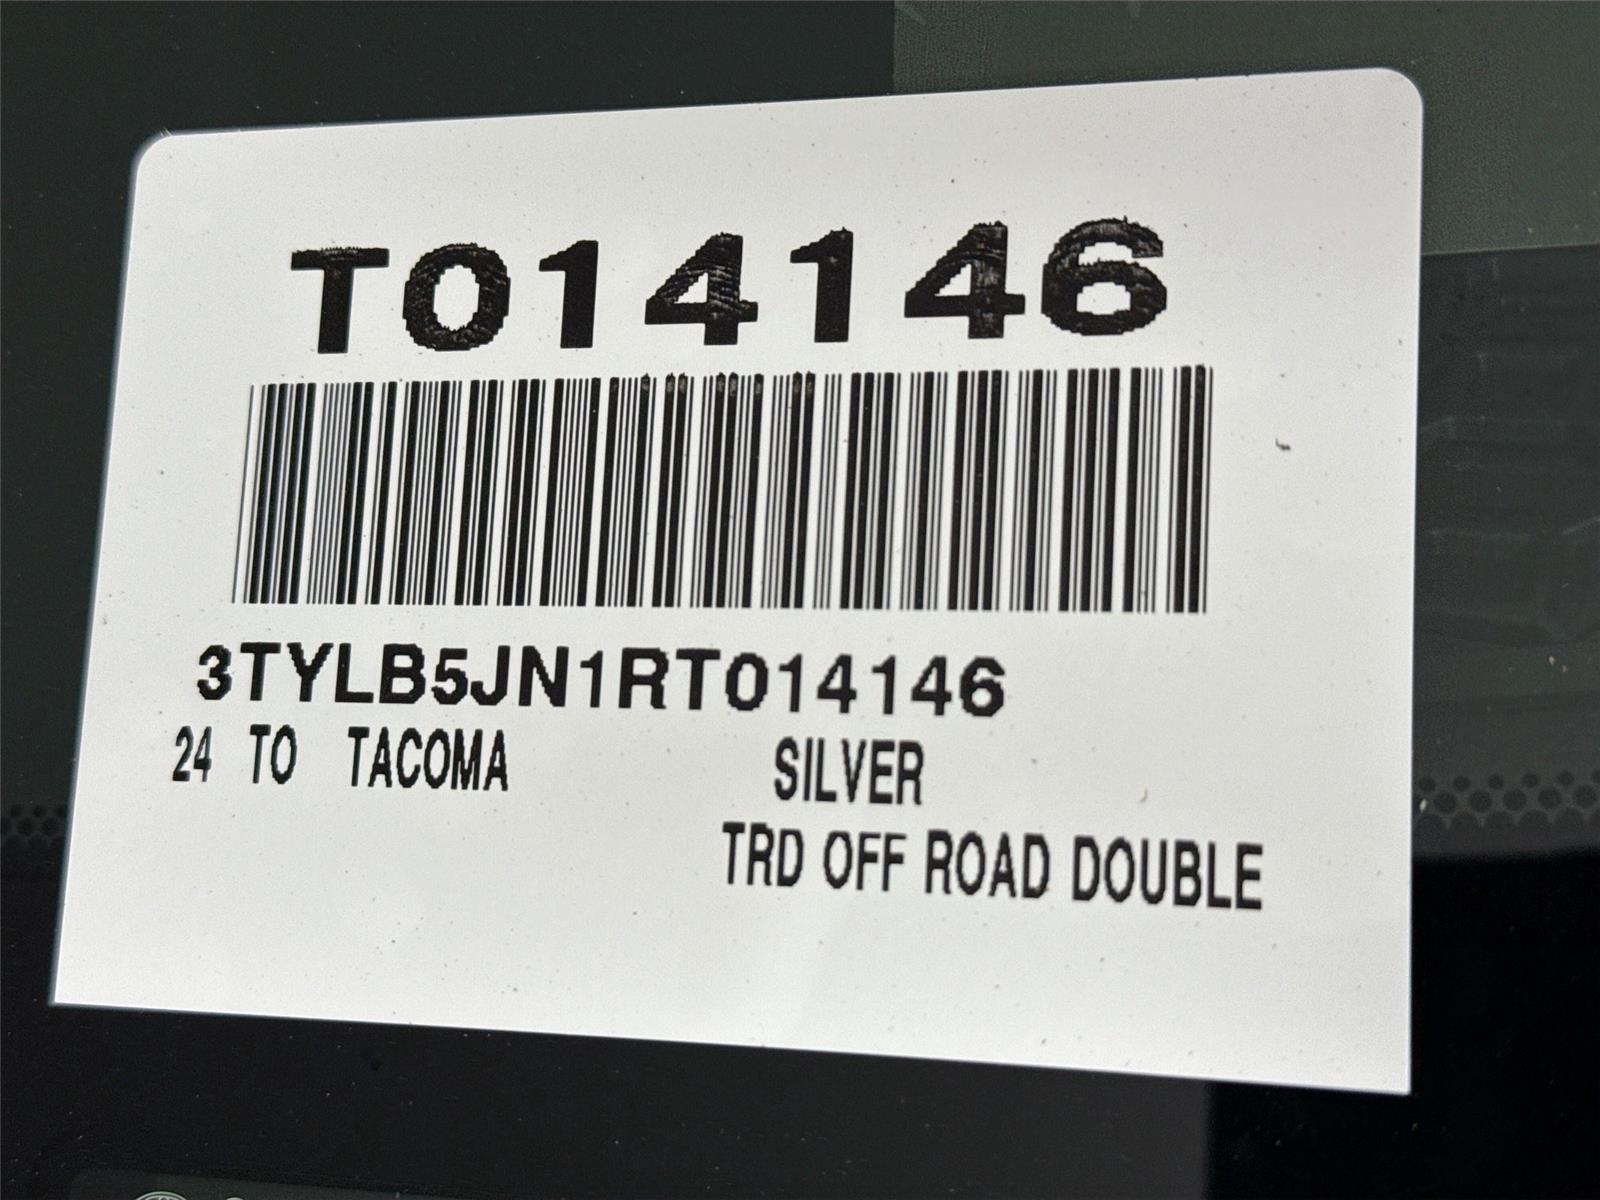 T014146
3TYLB5JN1RT014146
24 TO TACOMA SILVER
TRD OFF ROAD DOUBLE